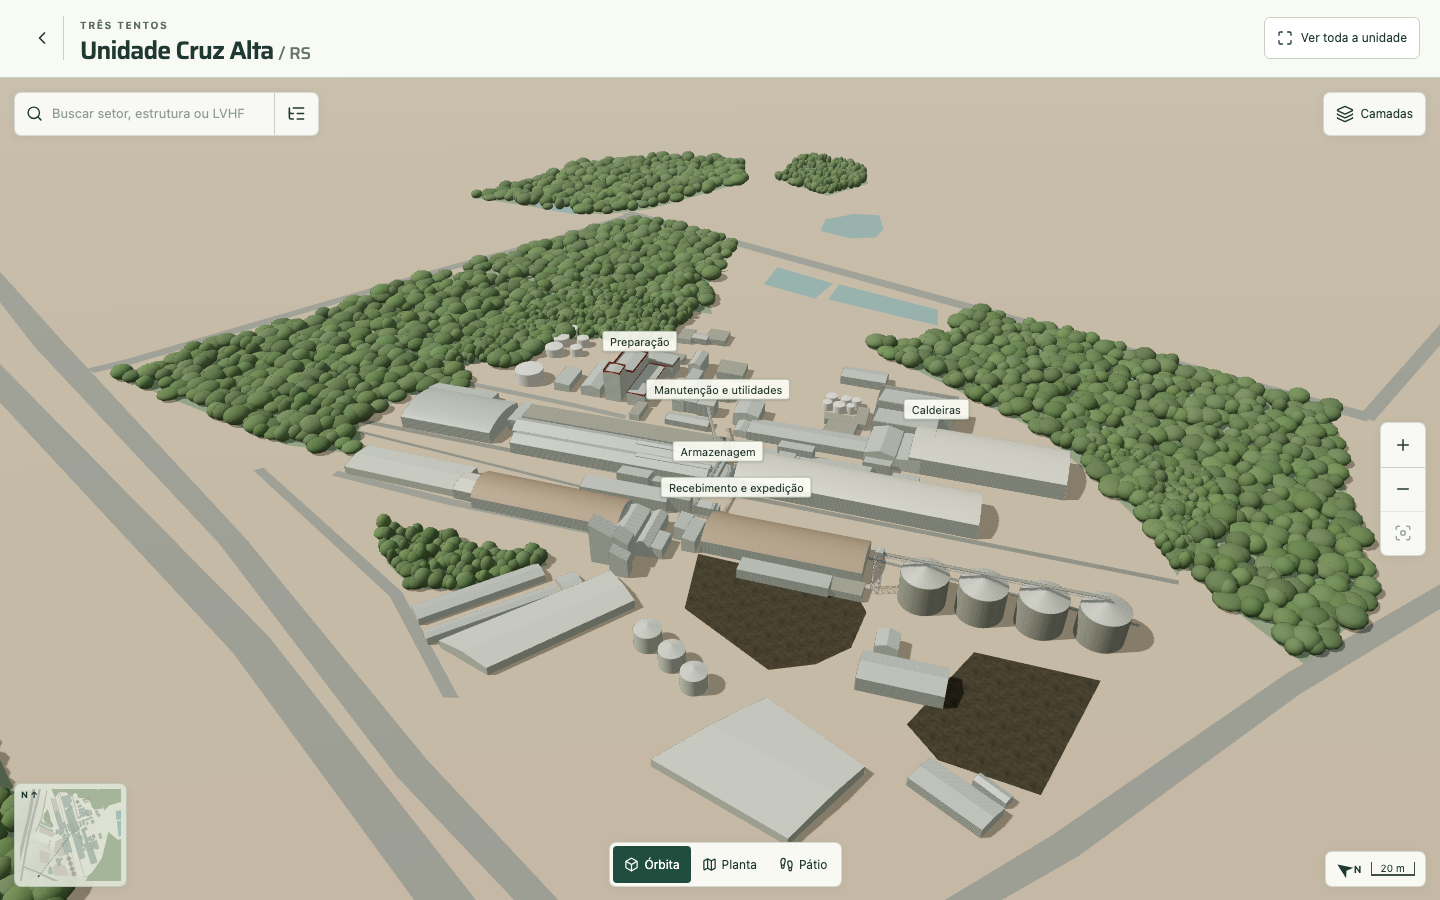 TRÊS TENTOS
Unidade Cruz Alta / RS
Ver toda a unidade
Buscar setor, estrutura ou LVHF
Camadas
Preparação
Manutenção e utilidades
Caldeiras
Armazenagem
Recebimento e expedição
N
Órbita
Planta
Pátio
N
20 m